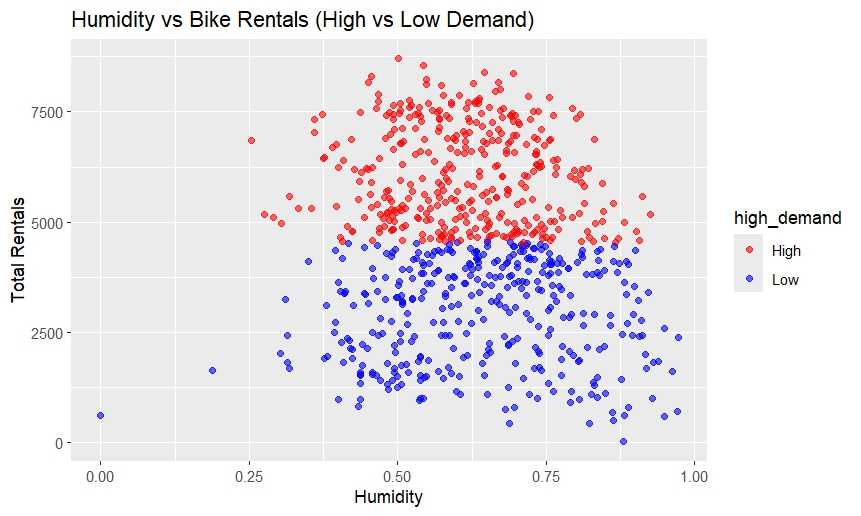 Humidity vs Bike Rentals (High vs Low Demand)
Total Rentals
7500
5000
2500
0
0.00 0.25 0.50 0.75 1.00
Humidity
high_demand
High
Low